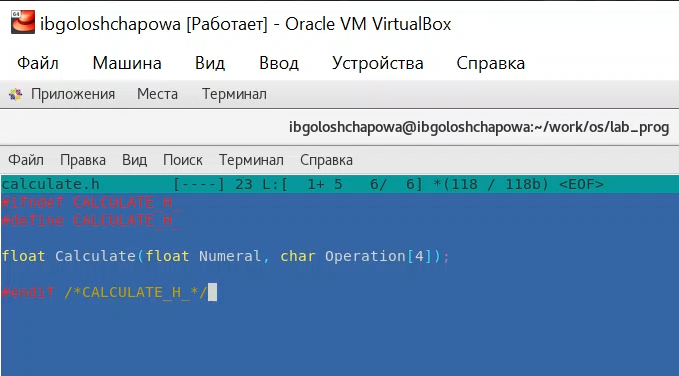 64
ibgoloshchapowa [Работает] - Oracle VM VirtualBox
Файл Машина Вид Ввод Устройства Справка
Приложения Места Терминал
ibgoloshchapowa@ibgoloshchapowa:~/work/os/lab_prog
Файл Правка Вид Поиск Терминал Справка
calculate.h [----] 23 L:[ 1+ 5 6/ 6] *(118 / 118b) <EOF>
#ifndef CALCULATE_H_
#define CALCULATE_H_
float Calculate(float Numeral, char Operation[4]);
#endif /*CALCULATE_H_*/